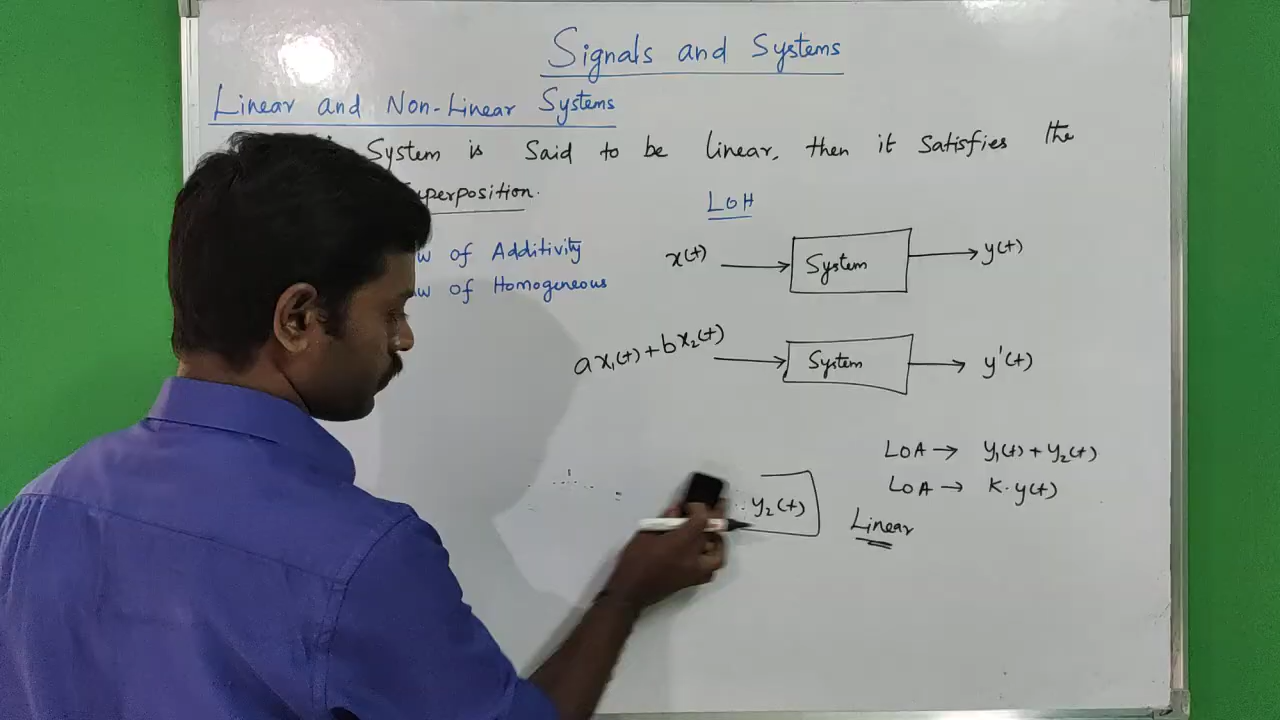 Signals and Systems
Linear and Non-Linear Systems
System is Said to be linear, then it Satisfies the
uperposition.
LOH
w of Additivity
aw of Homogeneous
x(t) System y(t)
ax₁(t)+bx₂(t) System y'(t)
LOA → y₁(t)+y₂(t)
LOA → K.y(t)
y₂(t)
Linear